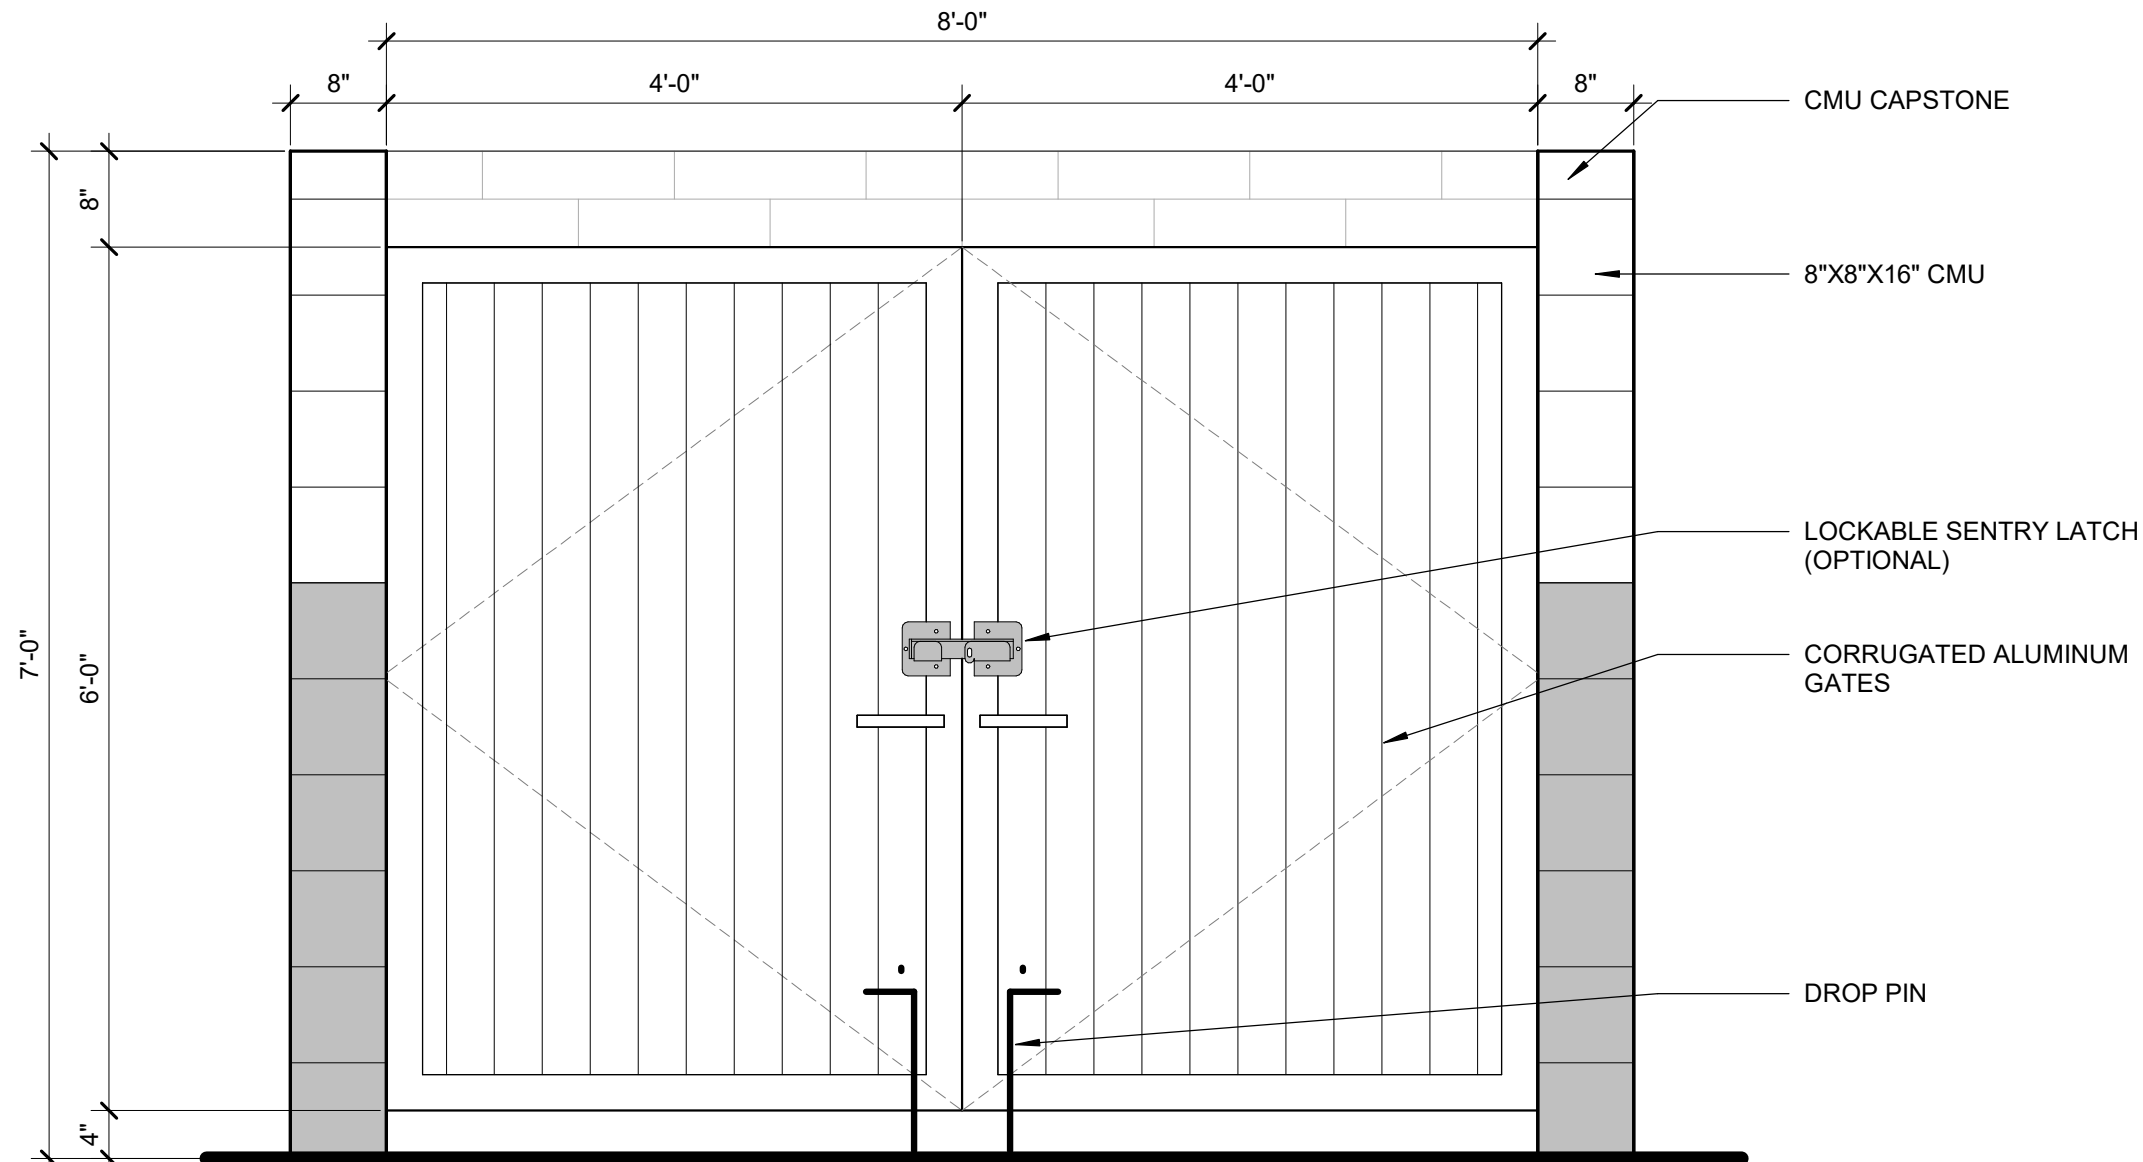 8'-0"
8"
4'-0"
4'-0"
8"
CMU CAPSTONE
8"
8"X8"X16" CMU
LOCKABLE SENTRY LATCH
(OPTIONAL)
7'-0"
6'-0"
CORRUGATED ALUMINUM
GATES
DROP PIN
4"